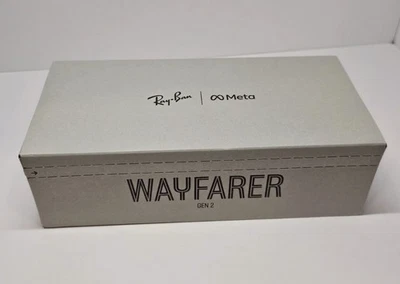 Ray-Ban | ∞ Meta
WAYFARER
GEN 2